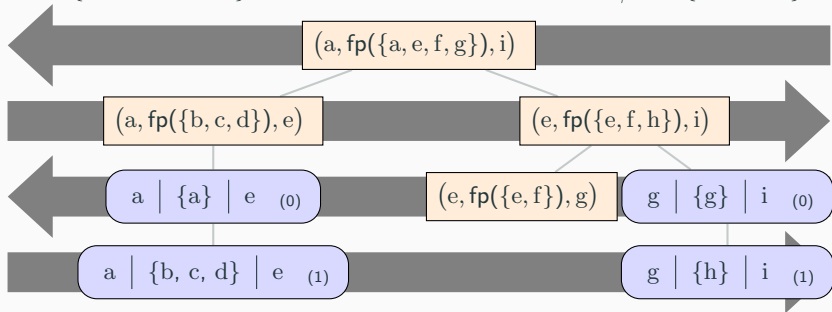 (a, fp({a, e, f, g}), i)
(a, fp({b, c, d}), e) (e, fp({e, f, h}), i)
a | {a} | e (0) (e, fp({e, f}), g) g | {g} | i (0)
a | {b, c, d} | e (1) g | {h} | i (1)